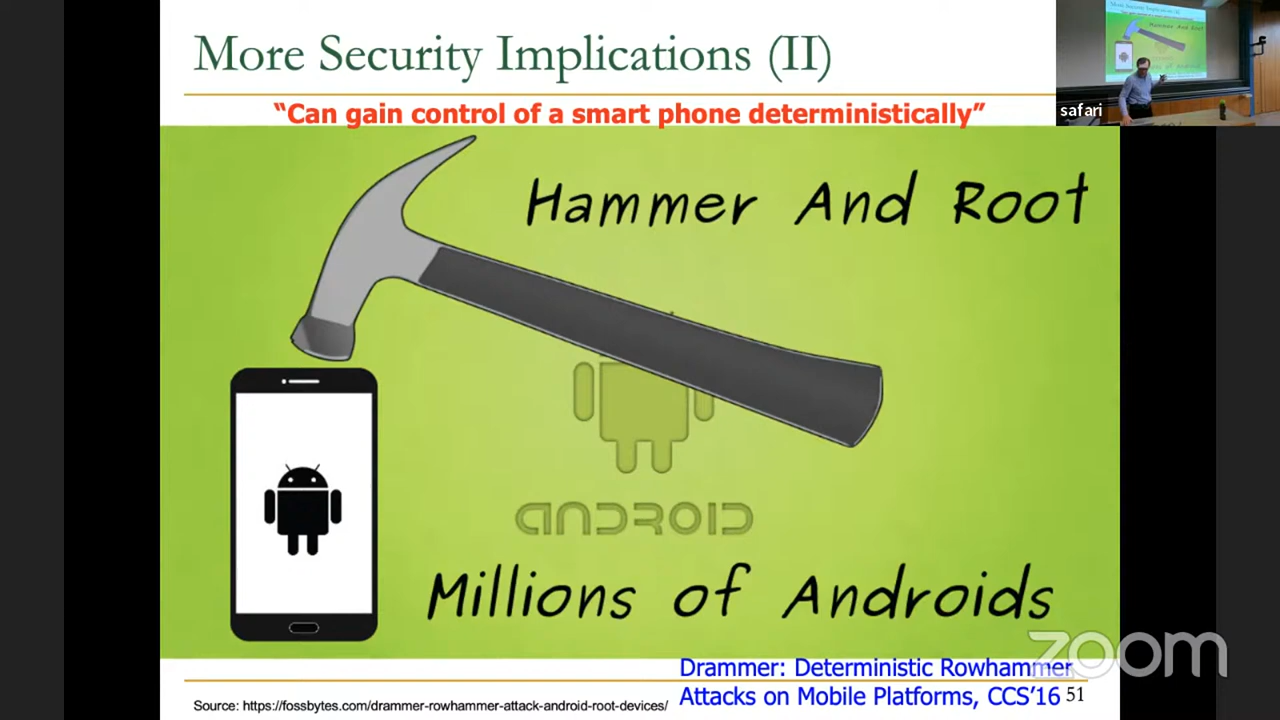 More Security Implications (II)
"Can gain control of a smart phone deterministically"
safari
Hammer And Root
ANDROID
Millions of Androids
zoom
Drammer: Deterministic Rowhammer
Attacks on Mobile Platforms, CCS'16 51
Source: https://fossbytes.com/drammer-rowhammer-attack-android-root-devices/